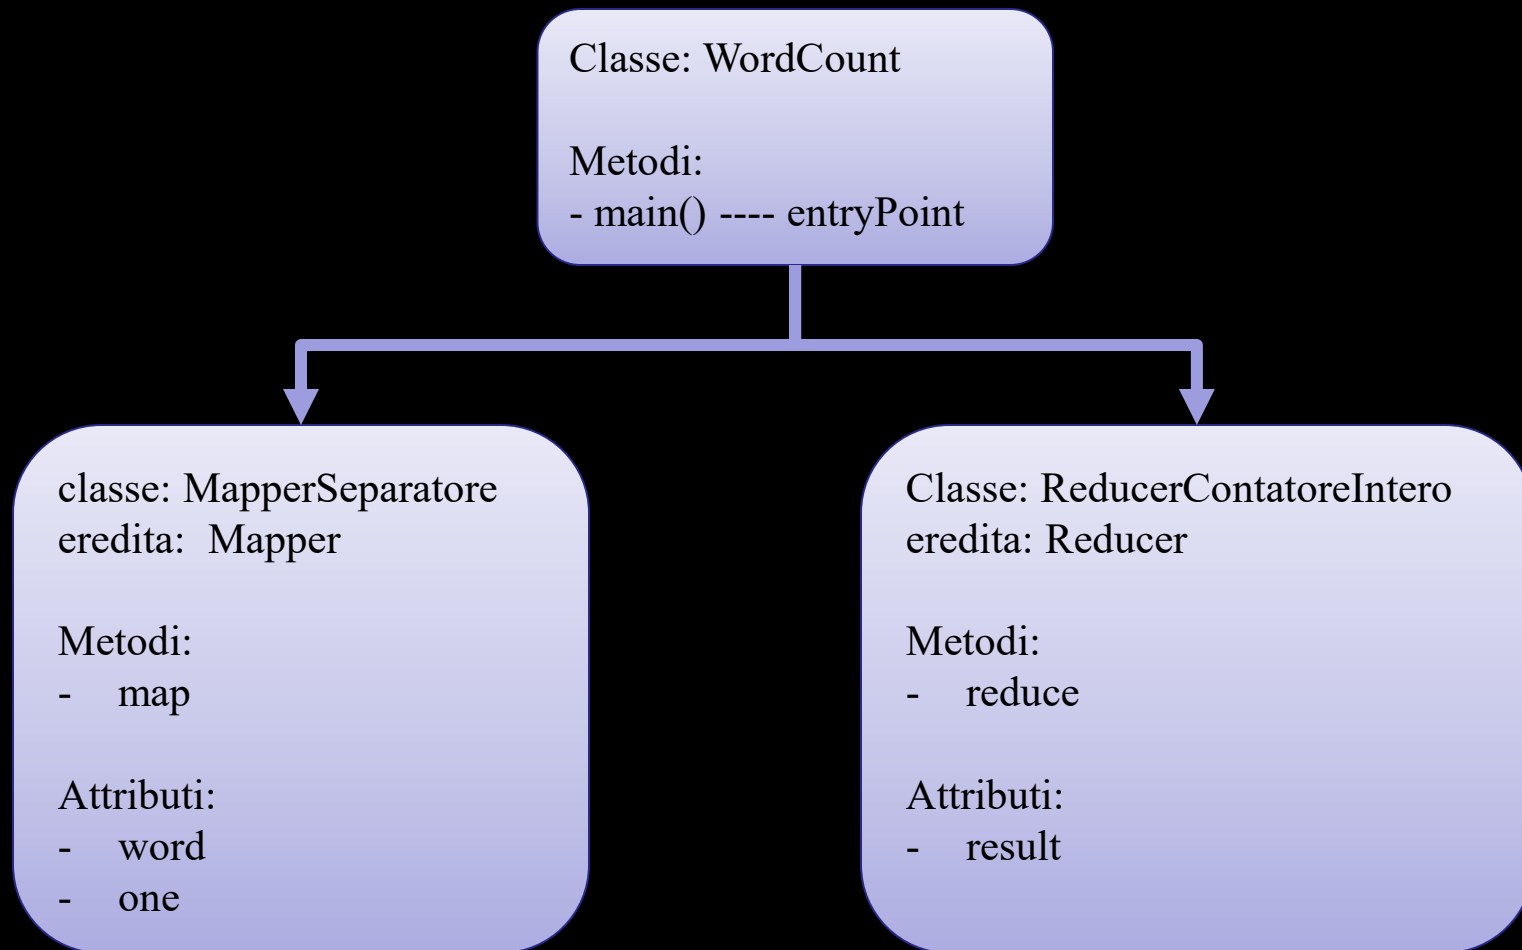 Classe: WordCount
Metodi:
- main() ---- entryPoint
classe: MapperSeparatore
eredita:  Mapper
Metodi:
- map
Attributi:
- word
- one
Classe: ReducerContatoreIntero
eredita: Reducer
Metodi:
- reduce
Attributi:
- result